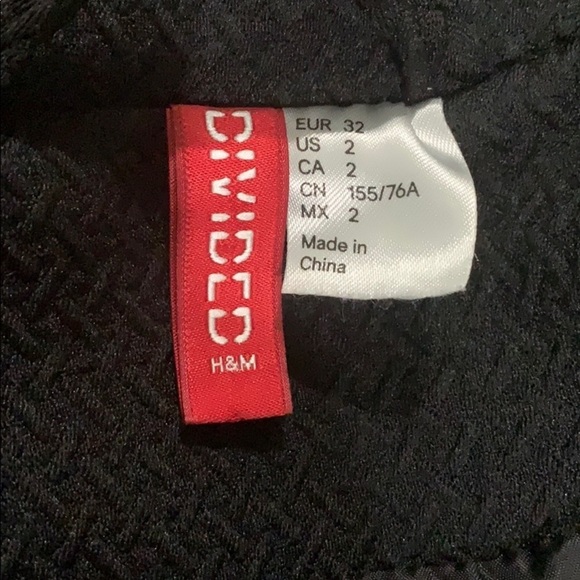 DIVIDED
H&M
EUR 32
US 2
CA 2
CN 155/76A
MX 2
Made in
China